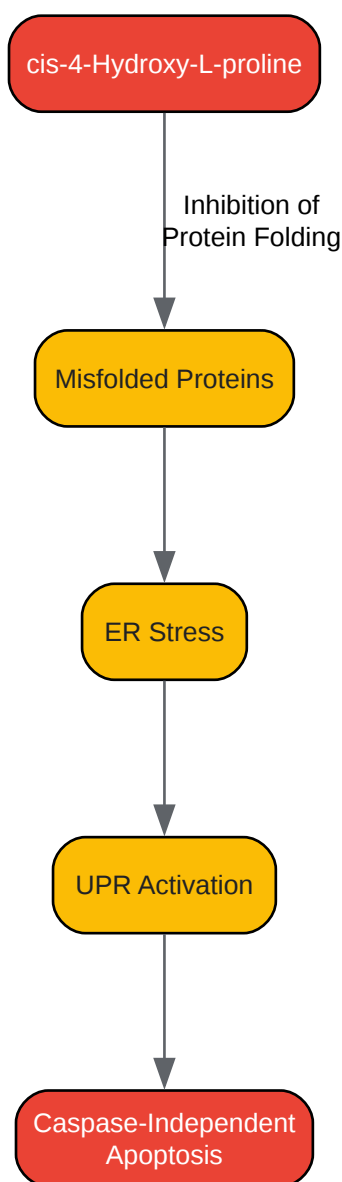 cis-4-Hydroxy-L-proline
Inhibition of
Protein Folding
Misfolded Proteins
ER Stress
UPR Activation
Caspase-Independent
Apoptosis